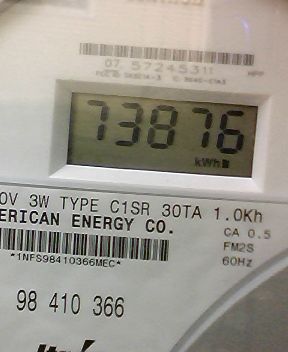 07 57245311
73876
kWh
0V 3W TYPE C1SR 30TA 1.0Kh
ERICAN ENERGY CO.
CA 0.5
FM2S
*1NFS98410366MEC*
60Hz
98 410 366